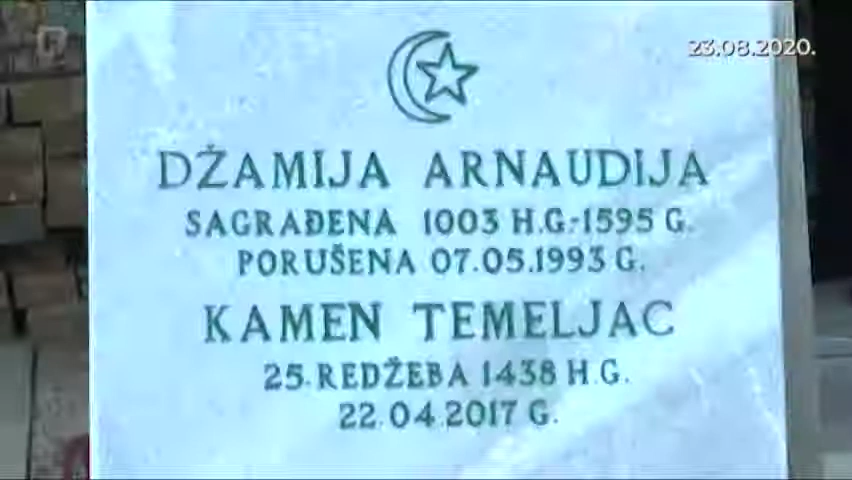 23.08.2020.
DŽAMIJA ARNAUDIJA
SAGRAĐENA 1003 H.G.-1595 G.
PORUŠENA 07.05.1993 G.
KAMEN TEMELJAC
25.REDŽEBA 1438 H.G.
22.04.2017 G.